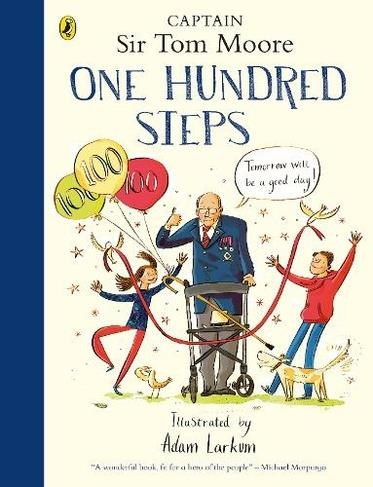 CAPTAIN
Sir Tom Moore
ONE HUNDRED
STEPS
100
100
100
Tomorrow will
be a good day!
Illustrated by
Adam Larkum
"A wonderful book, fit for a hero of the people" – Michael Morpurgo